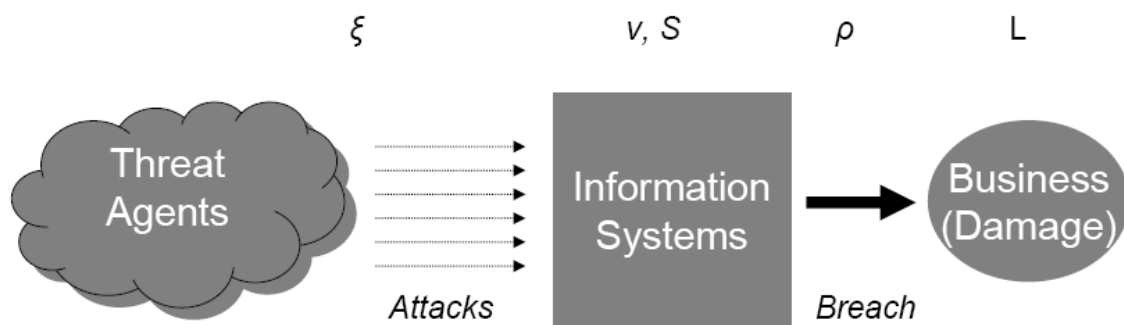 ξ
ν, S
ρ
L
Threat
Agents
Information
Systems
Business
(Damage)
Attacks
Breach